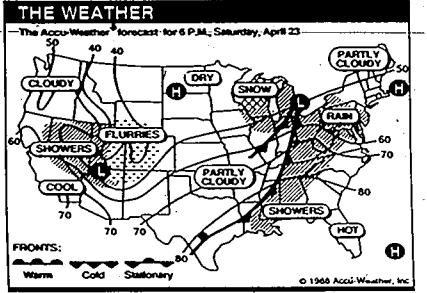 THE WEATHER
The Accu-Weather® forecast for 6 P.M., Saturday, April 23
50
40 40
PARTLY
CLOUDY
50
CLOUDY
DRY
H
SNOW
H
L
RAIN
60
FLURRIES
SHOWERS
60
70
L
COOL
PARTLY
CLOUDY
80
70
70 70
SHOWERS
HOT
80
H
FRONTS:
Warm Cold Stationary
© 1988 Accu-Weather, Inc